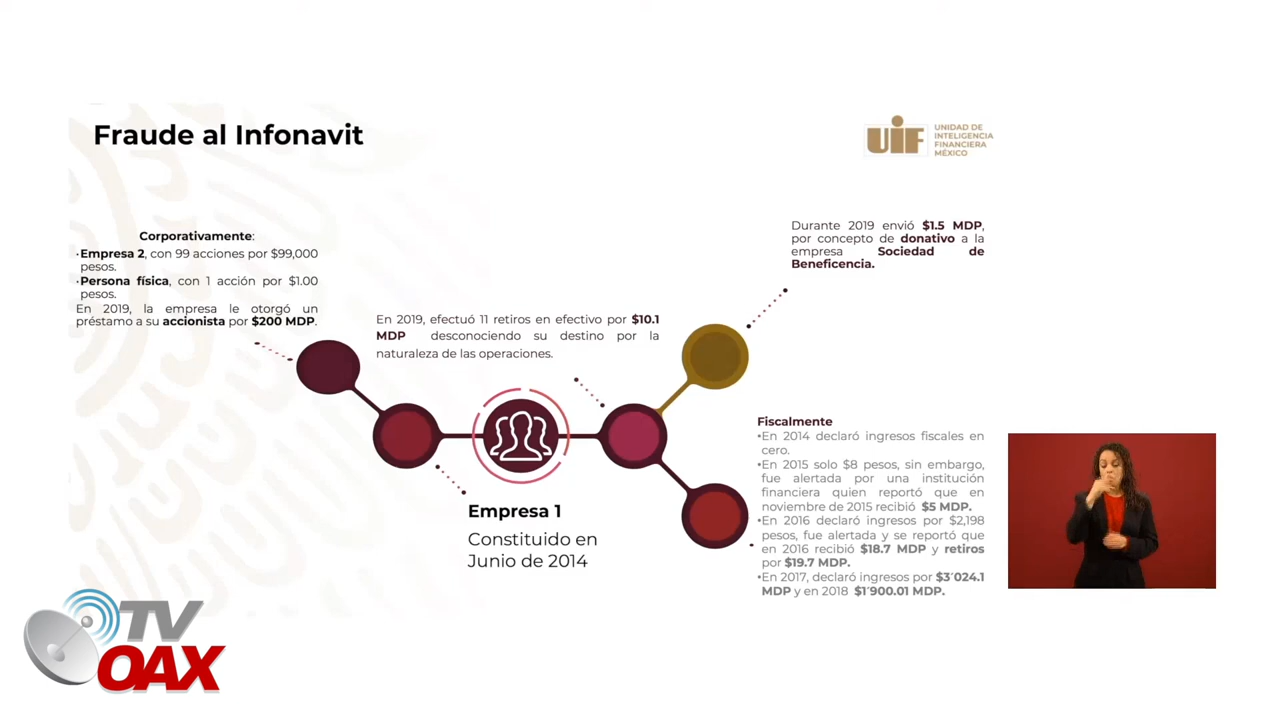 Fraude al Infonavit
UiF
UNIDAD DE
INTELIGENCIA
FINANCIERA
MÉXICO
Corporativamente:
·Empresa 2, con 99 acciones por $99,000
pesos.
·Persona física, con 1 acción por $1.00
pesos.
En 2019, la empresa le otorgó un
préstamo a su accionista por $200 MDP.
En 2019, efectuó 11 retiros en efectivo por $10.1
MDP desconociendo su destino por la
naturaleza de las operaciones.
Durante 2019 envió $1.5 MDP,
por concepto de donativo a la
empresa Sociedad de
Beneficencia.
Empresa 1
Constituido en
Junio de 2014
Fiscalmente
•En 2014 declaró ingresos fiscales en
cero.
•En 2015 solo $8 pesos, sin embargo,
fue alertada por una institución
financiera quien reportó que en
noviembre de 2015 recibió $5 MDP.
•En 2016 declaró ingresos por $2,198
pesos, fue alertada y se reportó que
en 2016 recibió $18.7 MDP y retiros
por $19.7 MDP.
•En 2017, declaró ingresos por $3´024.1
MDP y en 2018 $1´900.01 MDP.
TV
OAX